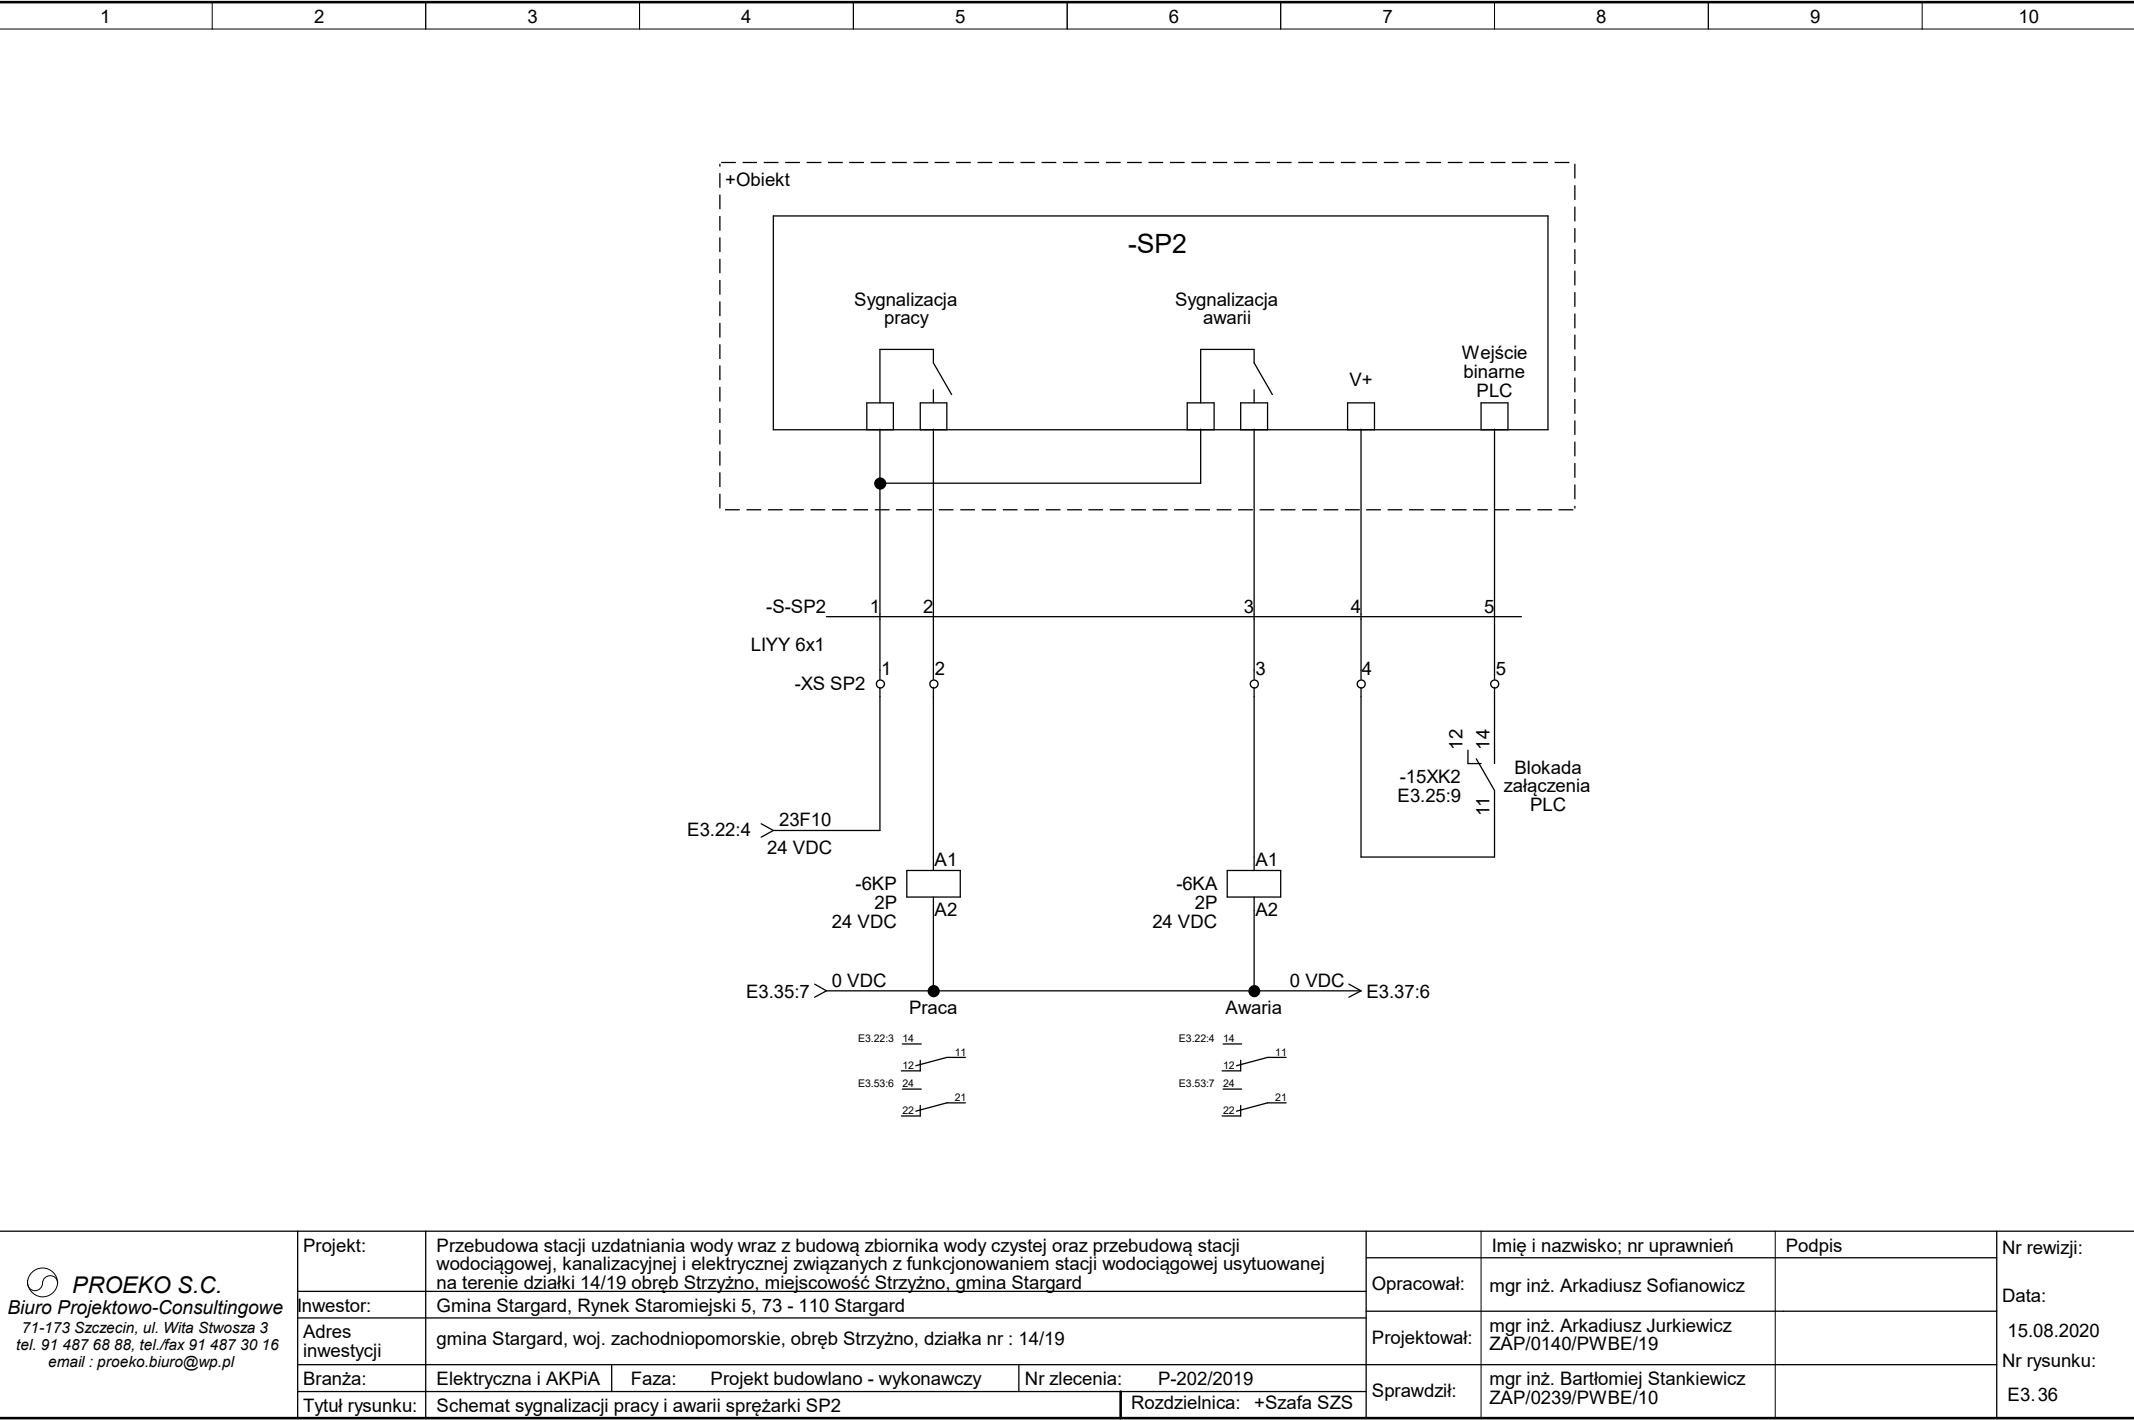 1 2 3 4 5 6 7 8 9 10
+Obiekt
-SP2
Sygnalizacja
pracy
Sygnalizacja
awarii
Wejście
binarne
PLC
V+
-S-SP2 1 2 3 4 5
LIYY 6x1
-XS SP2 1 2 3 4 5
12 14
-15XK2
E3.25:9
11
Blokada
załączenia
PLC
E3.22:4 23F10
24 VDC
A1
-6KP
2P
24 VDC
A2
A1
-6KA
2P
24 VDC
A2
E3.35:7 0 VDC
0 VDC E3.37:6
Praca
Awaria
E3.22:3 14
11
12
E3.53:6 24
21
22
E3.22:4 14
11
12
E3.53:7 24
21
22
PROEKO S.C.
Biuro Projektowo-Consultingowe
71-173 Szczecin, ul. Wita Stwosza 3
tel. 91 487 68 88, tel./fax 91 487 30 16
email : proeko.biuro@wp.pl
Projekt:
Przebudowa stacji uzdatniania wody wraz z budową zbiornika wody czystej oraz przebudową stacji
wodociągowej, kanalizacyjnej i elektrycznej związanych z funkcjonowaniem stacji wodociągowej usytuowanej
na terenie działki 14/19 obręb Strzyżno, miejscowość Strzyżno, gmina Stargard
Inwestor: Gmina Stargard, Rynek Staromiejski 5, 73 - 110 Stargard
Adres
inwestycji
gmina Stargard, woj. zachodniopomorskie, obręb Strzyżno, działka nr : 14/19
Branża: Elektryczna i AKPiA Faza: Projekt budowlano - wykonawczy Nr zlecenia: P-202/2019
Tytuł rysunku: Schemat sygnalizacji pracy i awarii sprężarki SP2 Rozdzielnica: +Szafa SZS
Imię i nazwisko; nr uprawnień Podpis
Opracował: mgr inż. Arkadiusz Sofianowicz
Projektował: mgr inż. Arkadiusz Jurkiewicz
ZAP/0140/PWBE/19
Sprawdził: mgr inż. Bartłomiej Stankiewicz
ZAP/0239/PWBE/10
Nr rewizji:
Data:
15.08.2020
Nr rysunku:
E3.36